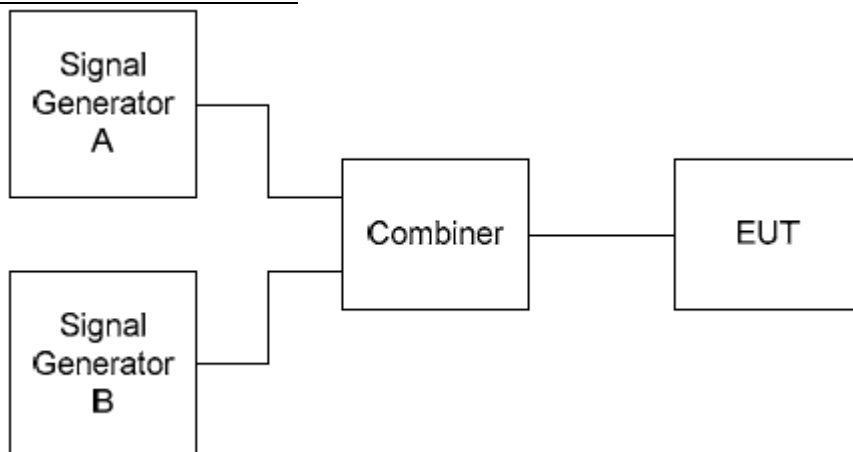 Signal
Generator
A
Combiner
EUT
Signal
Generator
B